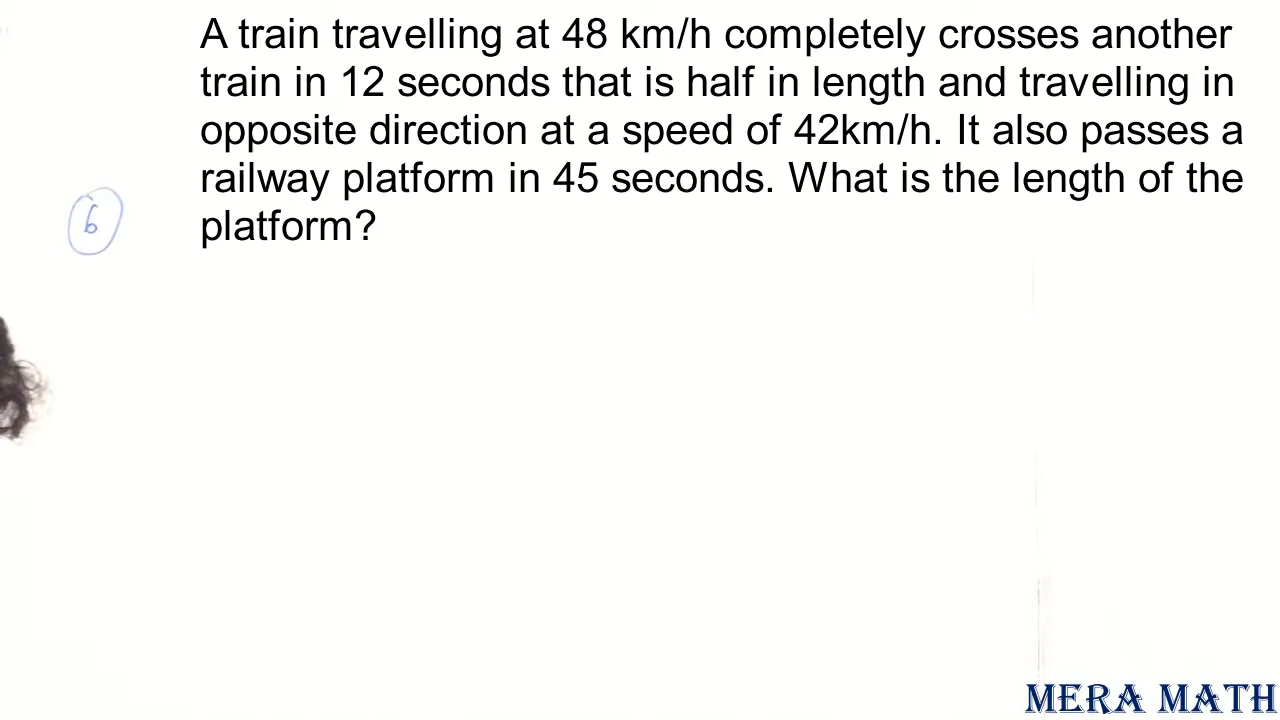 A train travelling at 48 km/h completely crosses another
train in 12 seconds that is half in length and travelling in
opposite direction at a speed of 42km/h. It also passes a
railway platform in 45 seconds. What is the length of the
platform?
6
MERA MATH